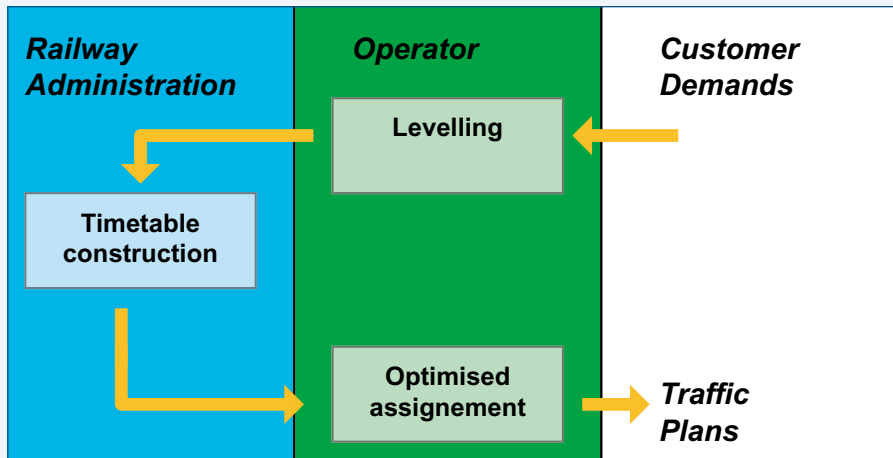 Railway
Administration
Operator
Customer
Demands
Levelling
Timetable
construction
Optimised
assignement
Traffic
Plans